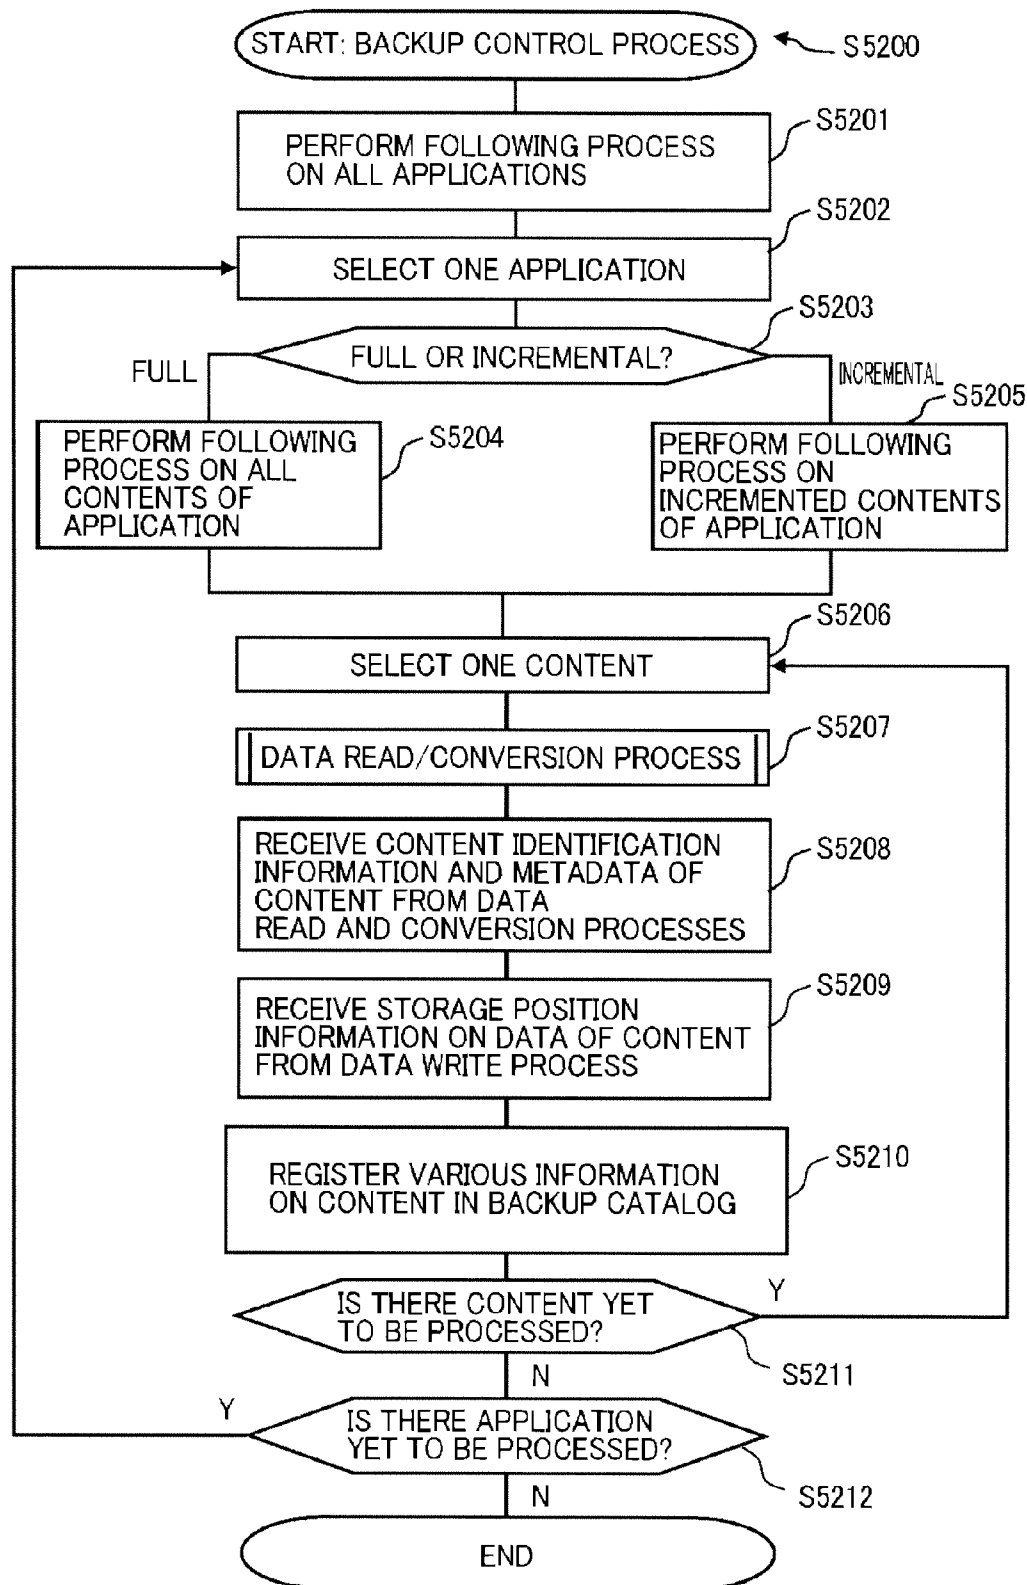 START: BACKUP CONTROL PROCESS
S5200
S5201
PERFORM FOLLOWING PROCESS
ON ALL APPLICATIONS
S5202
SELECT ONE APPLICATION
S5203
FULL OR INCREMENTAL?
FULL
INCREMENTAL
S5204
PERFORM FOLLOWING
PROCESS ON ALL
CONTENTS OF
APPLICATION
S5205
PERFORM FOLLOWING
PROCESS ON
INCREMENTED CONTENTS
OF APPLICATION
S5206
SELECT ONE CONTENT
S5207
DATA READ/CONVERSION PROCESS
S5208
RECEIVE CONTENT IDENTIFICATION
INFORMATION AND METADATA OF
CONTENT FROM DATA
READ AND CONVERSION PROCESSES
S5209
RECEIVE STORAGE POSITION
INFORMATION ON DATA OF CONTENT
FROM DATA WRITE PROCESS
S5210
REGISTER VARIOUS INFORMATION
ON CONTENT IN BACKUP CATALOG
IS THERE CONTENT YET
TO BE PROCESSED?
Y
S5211
N
Y
IS THERE APPLICATION
YET TO BE PROCESSED?
S5212
N
END